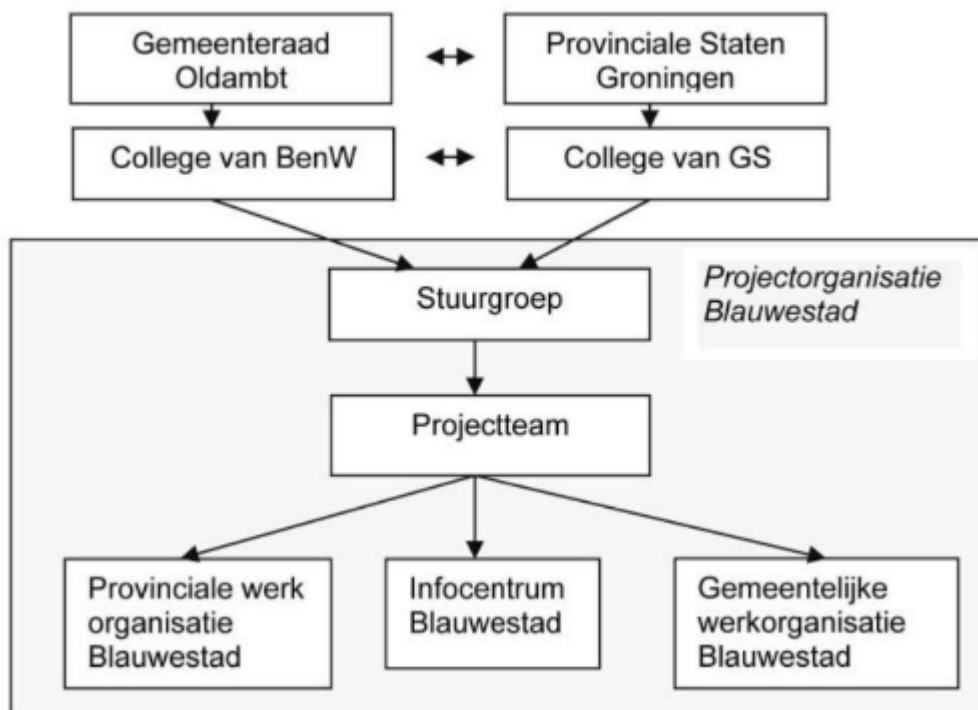 Gemeenteraad
Oldambt
Provinciale Staten
Groningen
College van BenW
College van GS
Stuurgroep
Projectorganisatie
Blauwestad
Projectteam
Provinciale werk
organisatie
Blauwestad
Infocentrum
Blauwestad
Gemeentelijke
werkorganisatie
Blauwestad